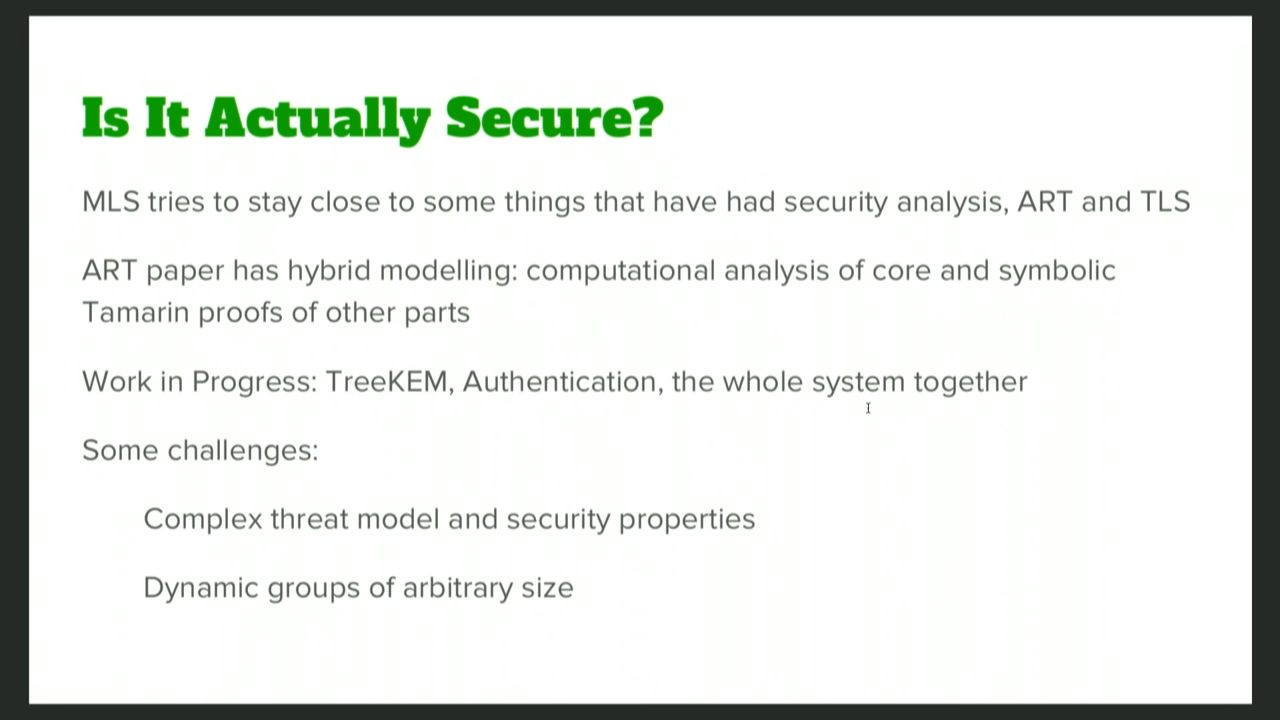 Is It Actually Secure?
MLS tries to stay close to some things that have had security analysis, ART and TLS
ART paper has hybrid modelling: computational analysis of core and symbolic
Tamarin proofs of other parts
Work in Progress: TreeKEM, Authentication, the whole system together
Some challenges:
Complex threat model and security properties
Dynamic groups of arbitrary size